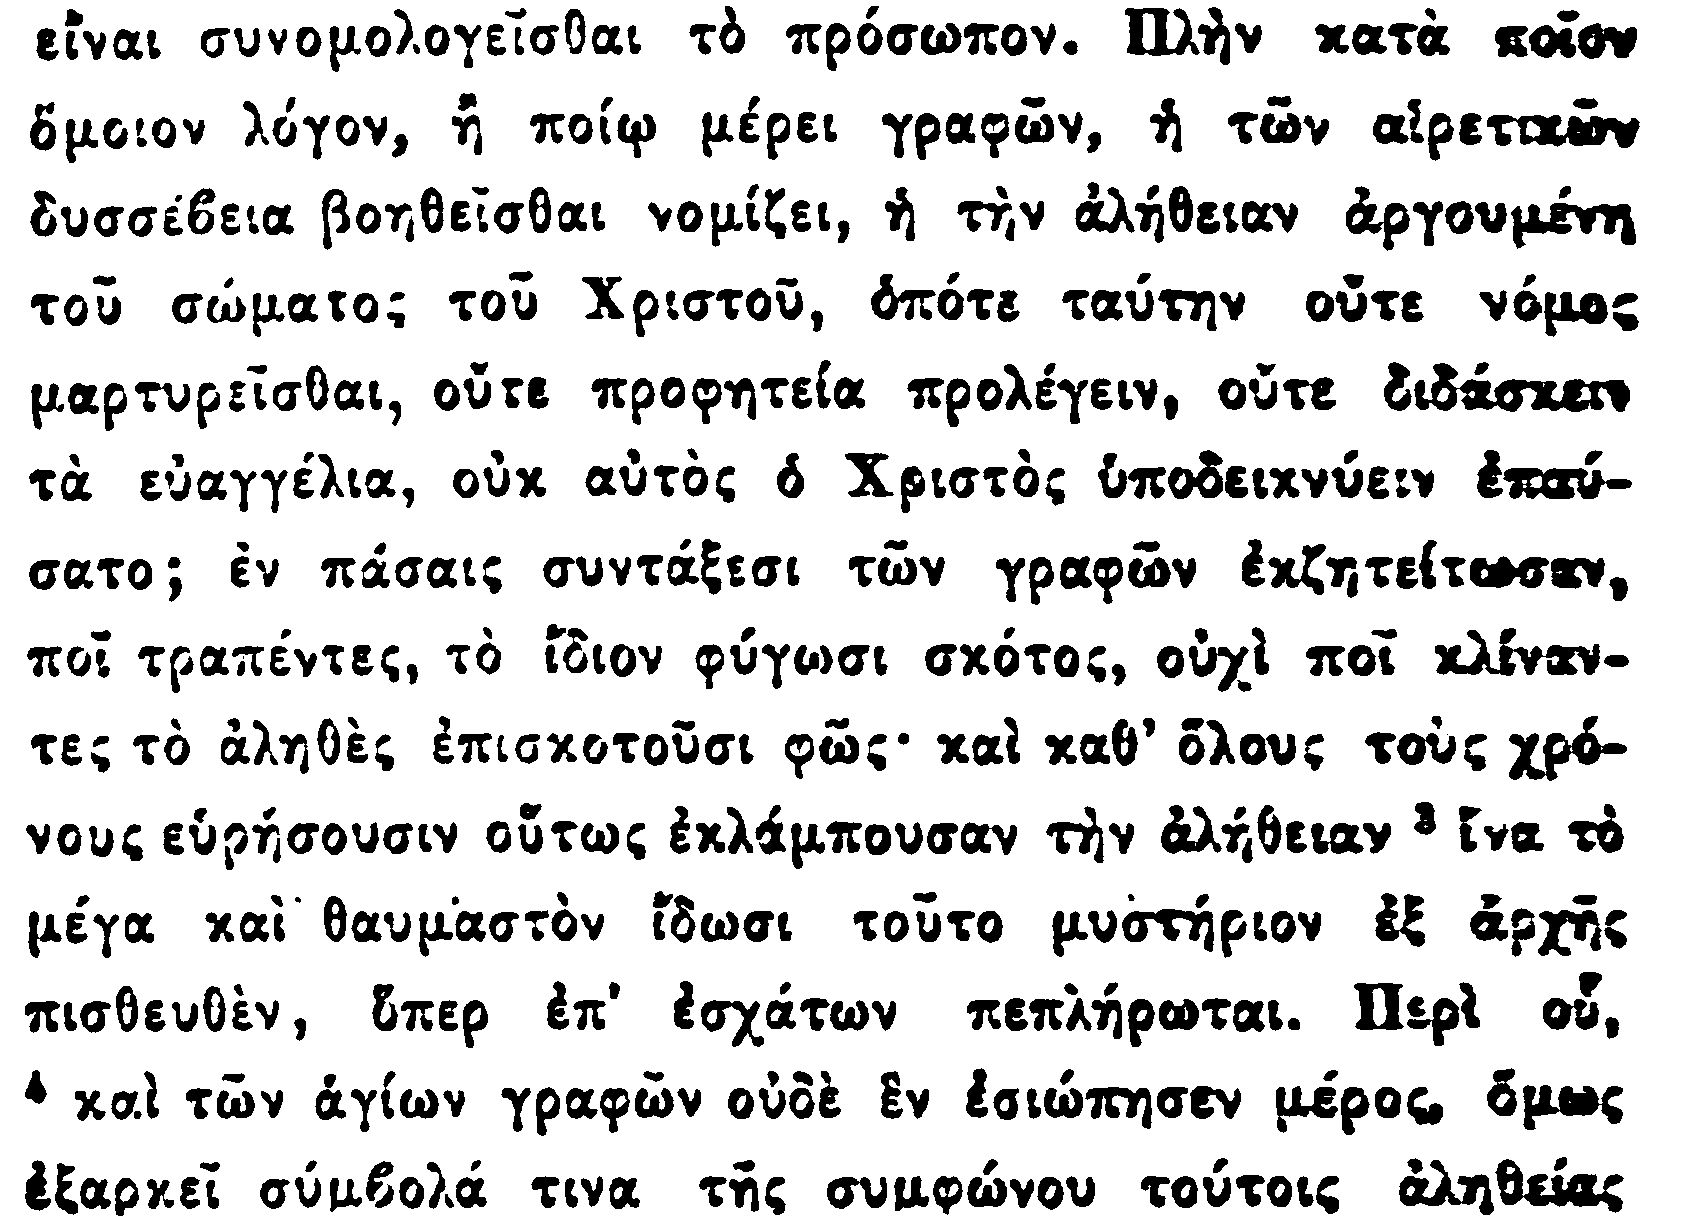 εἶναι συνομολογεῖσθαι τὸ πρόσωπον. Πλὴν κατὰ ποῖον
ὅμοιον λόγον, ἢ ποίῳ μέρει γραφῶν, ἡ τῶν αἱρετικῶν
δυσσέβεια βοηθεῖσθαι νομίζει, ἡ τὴν ἀλήθειαν ἀργουμένη
τοῦ σώματος τοῦ Χριστοῦ, ὁπότε ταύτην οὔτε νόμος
μαρτυρεῖσθαι, οὔτε προφητεία προλέγειν, οὔτε διδάσκειν
τὰ εὐαγγέλια, οὐκ αὐτὸς ὁ Χριστὸς ὑποδεικνύειν ἐπαύ-
σατο; ἐν πάσαις συντάξεσι τῶν γραφῶν ἐκζητείτωσαν,
ποῖ τραπέντες, τὸ ἴδιον φύγωσι σκότος, οὐχὶ ποῖ κλίναν-
τες τὸ ἀληθὲς ἐπισκοτοῦσι φῶς· καὶ καθ' ὅλους τοὺς χρό-
νους εὑρήσουσιν οὕτως ἐκλάμπουσαν τὴν ἀλήθειαν ³ ἵνα τὸ
μέγα καὶ θαυμαστὸν ἴδωσι τοῦτο μυστήριον ἐξ ἀρχῆς
πισθευθὲν, ὅπερ ἐπ' ἐσχάτων πεπλήρωται. Περὶ οὗ,
⁴ καὶ τῶν ἁγίων γραφῶν οὐδὲ ἓν ἐσιώπησεν μέρος, ὅμως
ἐξαρκεῖ σύμβολά τινα τῆς συμφώνου τούτοις ἀληθείας